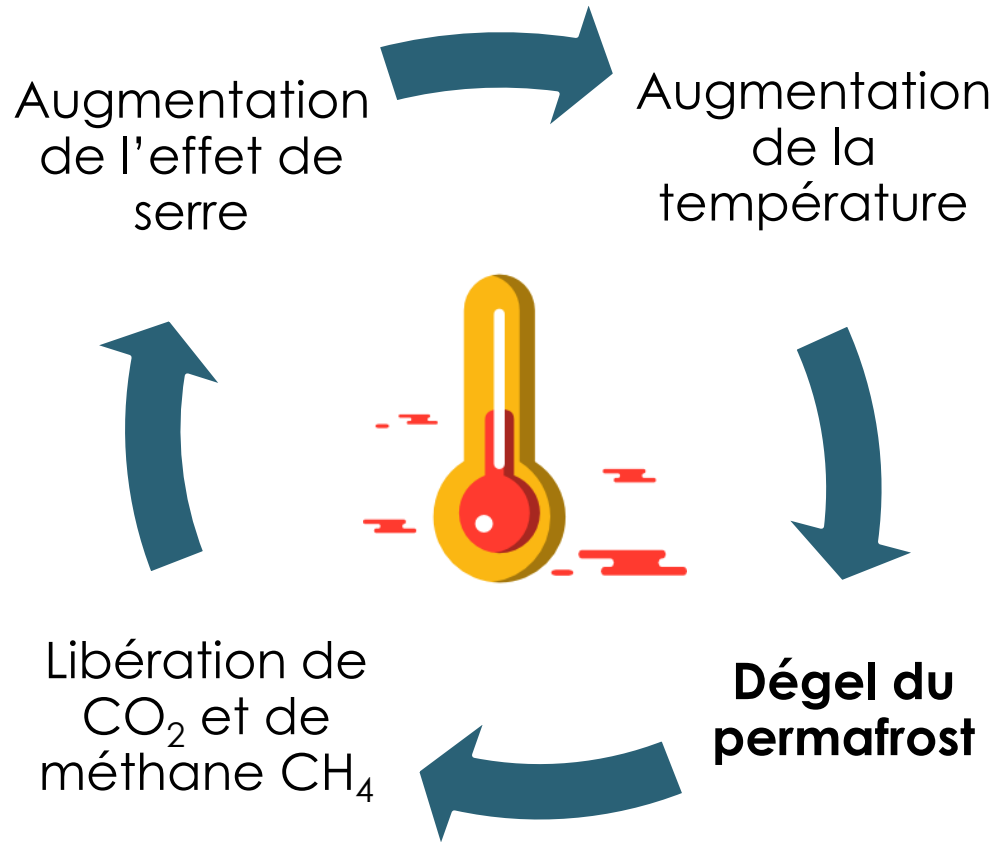 Augmentation
de l'effet de
serre
Augmentation
de la
température
Dégel du
permafrost
Libération de
CO₂ et de
méthane CH₄